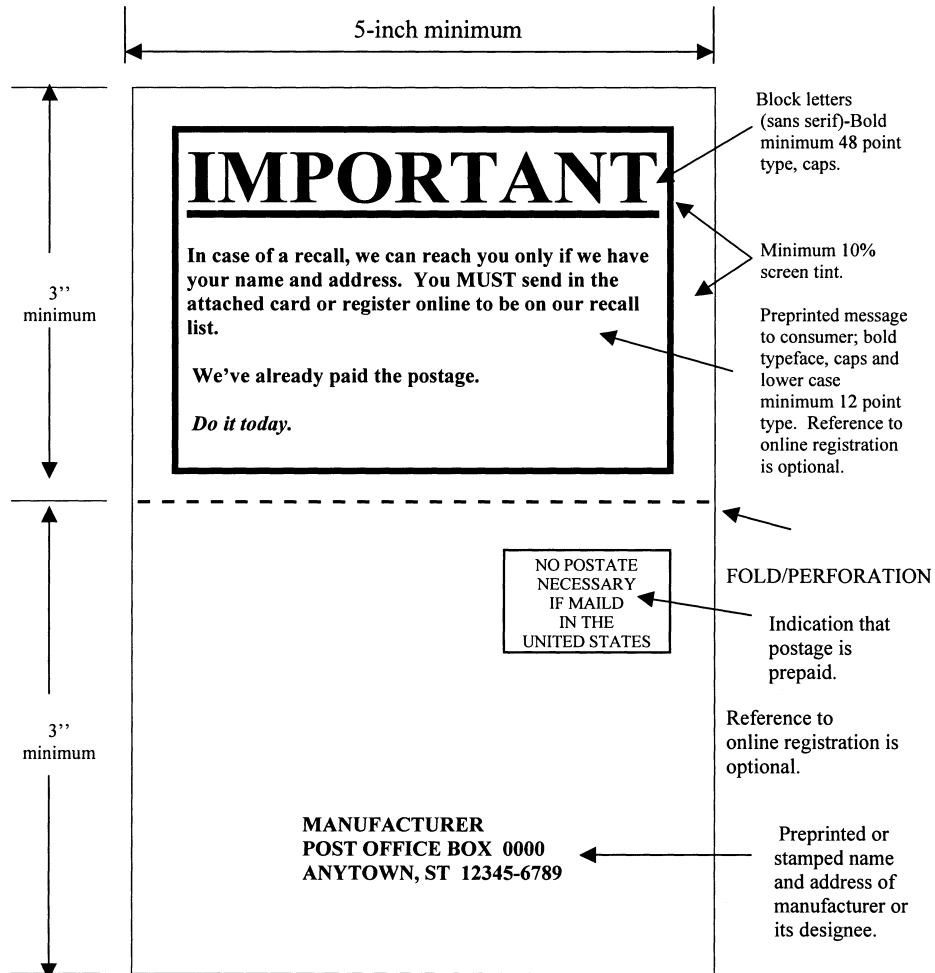 5-inch minimum
3’’
minimum
IMPORTANT
In case of a recall, we can reach you only if we have
your name and address.  You MUST send in the
attached card or register online to be on our recall
list.
We’ve already paid the postage.
Do it today.
Block letters
(sans serif)-Bold
minimum 48 point
type, caps.
Minimum 10%
screen tint.
Preprinted message
to consumer; bold
typeface, caps and
lower case
minimum 12 point
type.  Reference to
online registration
is optional.
FOLD/PERFORATION
3’’
minimum
NO POSTATE
NECESSARY
IF MAILD
IN THE
UNITED STATES
Indication that
postage is
prepaid.
Reference to
online registration is
optional.
MANUFACTURER
POST OFFICE BOX  0000
ANYTOWN, ST  12345-6789
Preprinted or
stamped name
and address of
manufacturer or
its designee.